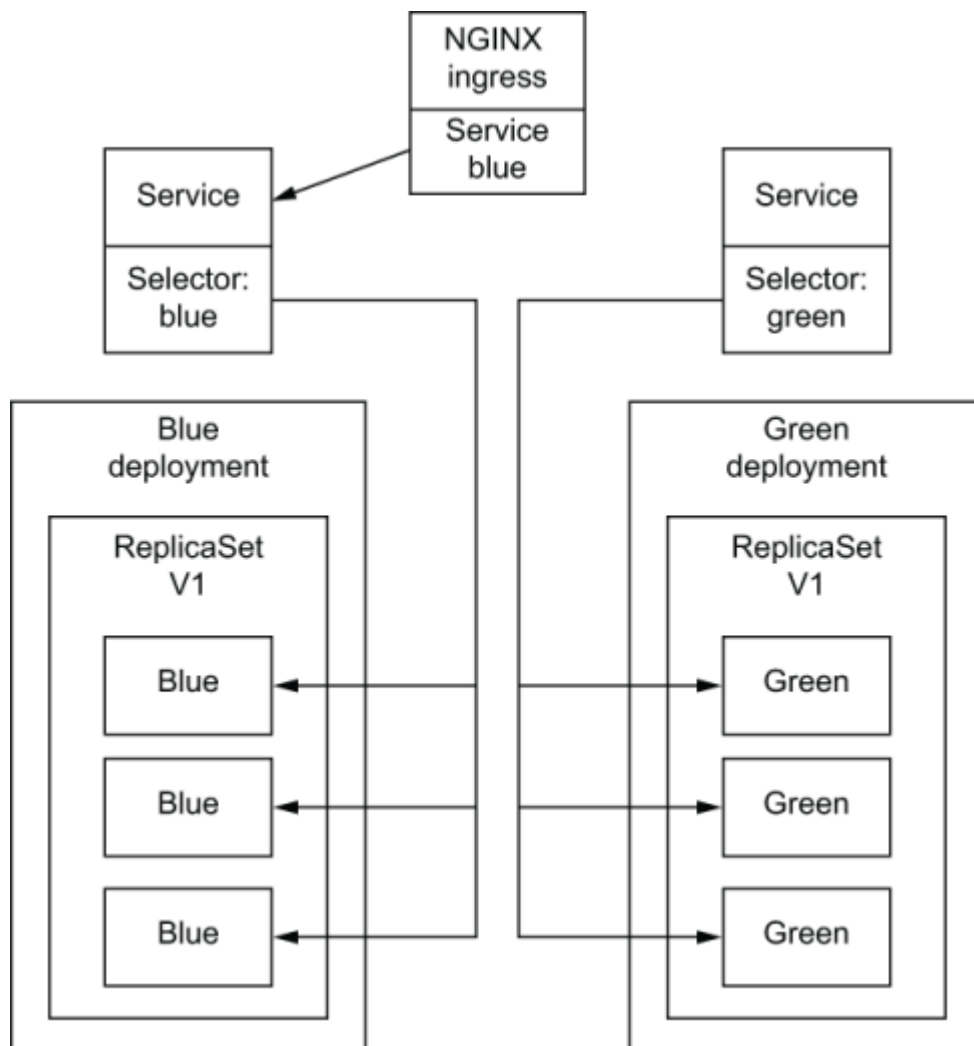 NGINX
ingress
Service
blue
Service
Selector:
blue
Service
Selector:
green
Blue
deployment
ReplicaSet
V1
Blue
Blue
Blue
Green
deployment
ReplicaSet
V1
Green
Green
Green